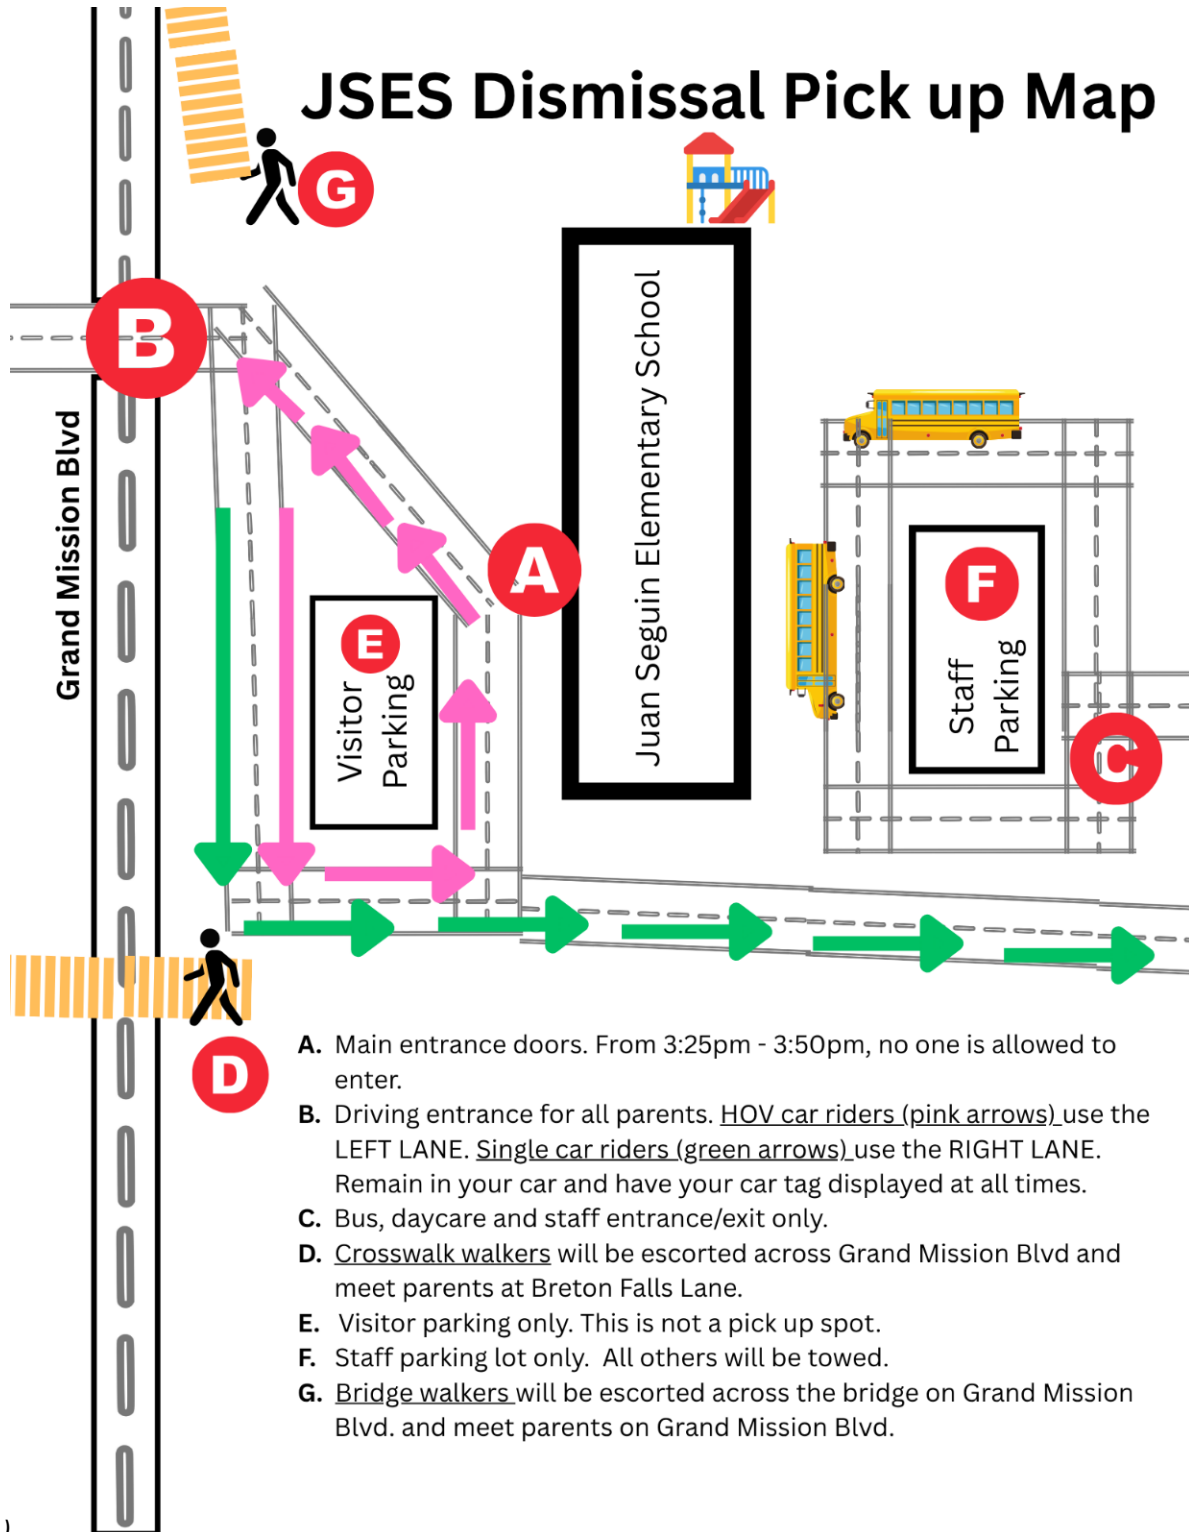 JSES Dismissal Pick up Map
G
B
Grand Mission Blvd
Juan Seguin Elementary School
A
E
Visitor
Parking
F
Staff
Parking
C
D
A. Main entrance doors. From 3:25pm - 3:50pm, no one is allowed to
enter.
B. Driving entrance for all parents. HOV car riders (pink arrows) use the
LEFT LANE. Single car riders (green arrows) use the RIGHT LANE.
Remain in your car and have your car tag displayed at all times.
C. Bus, daycare and staff entrance/exit only.
D. Crosswalk walkers will be escorted across Grand Mission Blvd and
meet parents at Breton Falls Lane.
E. Visitor parking only. This is not a pick up spot.
F. Staff parking lot only. All others will be towed.
G. Bridge walkers will be escorted across the bridge on Grand Mission
Blvd. and meet parents on Grand Mission Blvd.
)